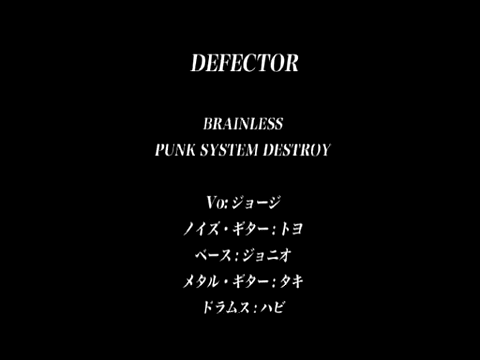 DEFECTOR
BRAINLESS
PUNK SYSTEM DESTROY
Vo: ジョージ
ノイズ・ギター : トヨ
ベース : ジョニオ
メタル・ギター : タキ
ドラムス : ハビ